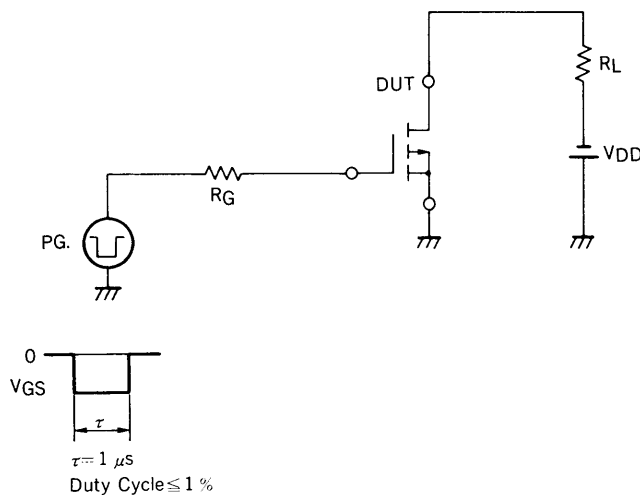 DUT
RL
VDD
RG
PG.
0
VGS
τ
τ=1 μs
Duty Cycle≦1 %